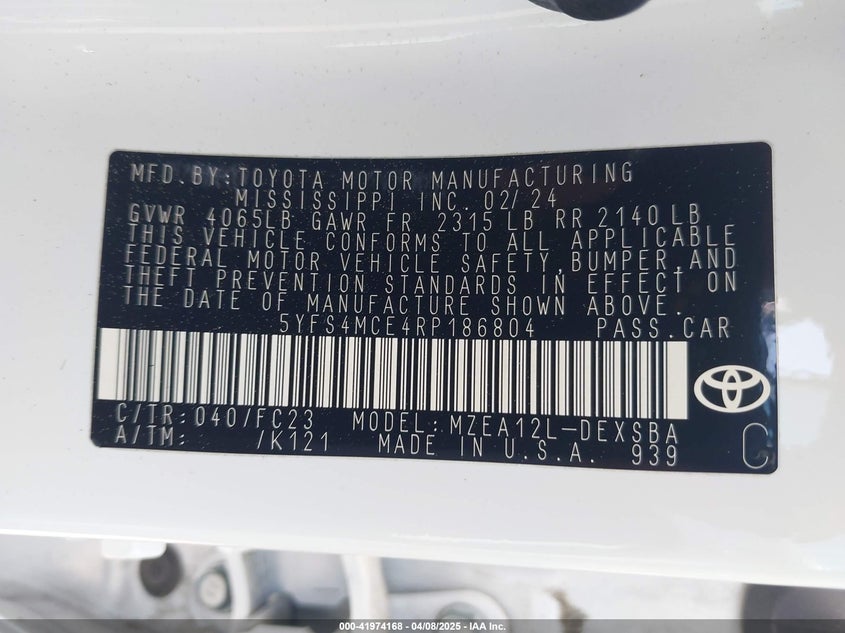 MFD. BY: TOYOTA MOTOR MANUFACTURING
MISSISSIPPI INC. 02/24
GVWR 4065LB GAWR FR 2315 LB RR 2140 LB
THIS VEHICLE CONFORMS TO ALL APPLICABLE
FEDERAL MOTOR VEHICLE SAFETY, BUMPER, AND
THEFT PREVENTION STANDARDS IN EFFECT ON
THE DATE OF MANUFACTURE SHOWN ABOVE.
5YFS4MCE4RP186804 PASS. CAR
C/TR: 040/FC23 MODEL: MZEA12L-DEXSBA
A/TM: /K121 MADE IN U.S.A. 939 C
000-41974168 | 04/08/2025 - IAA Inc.